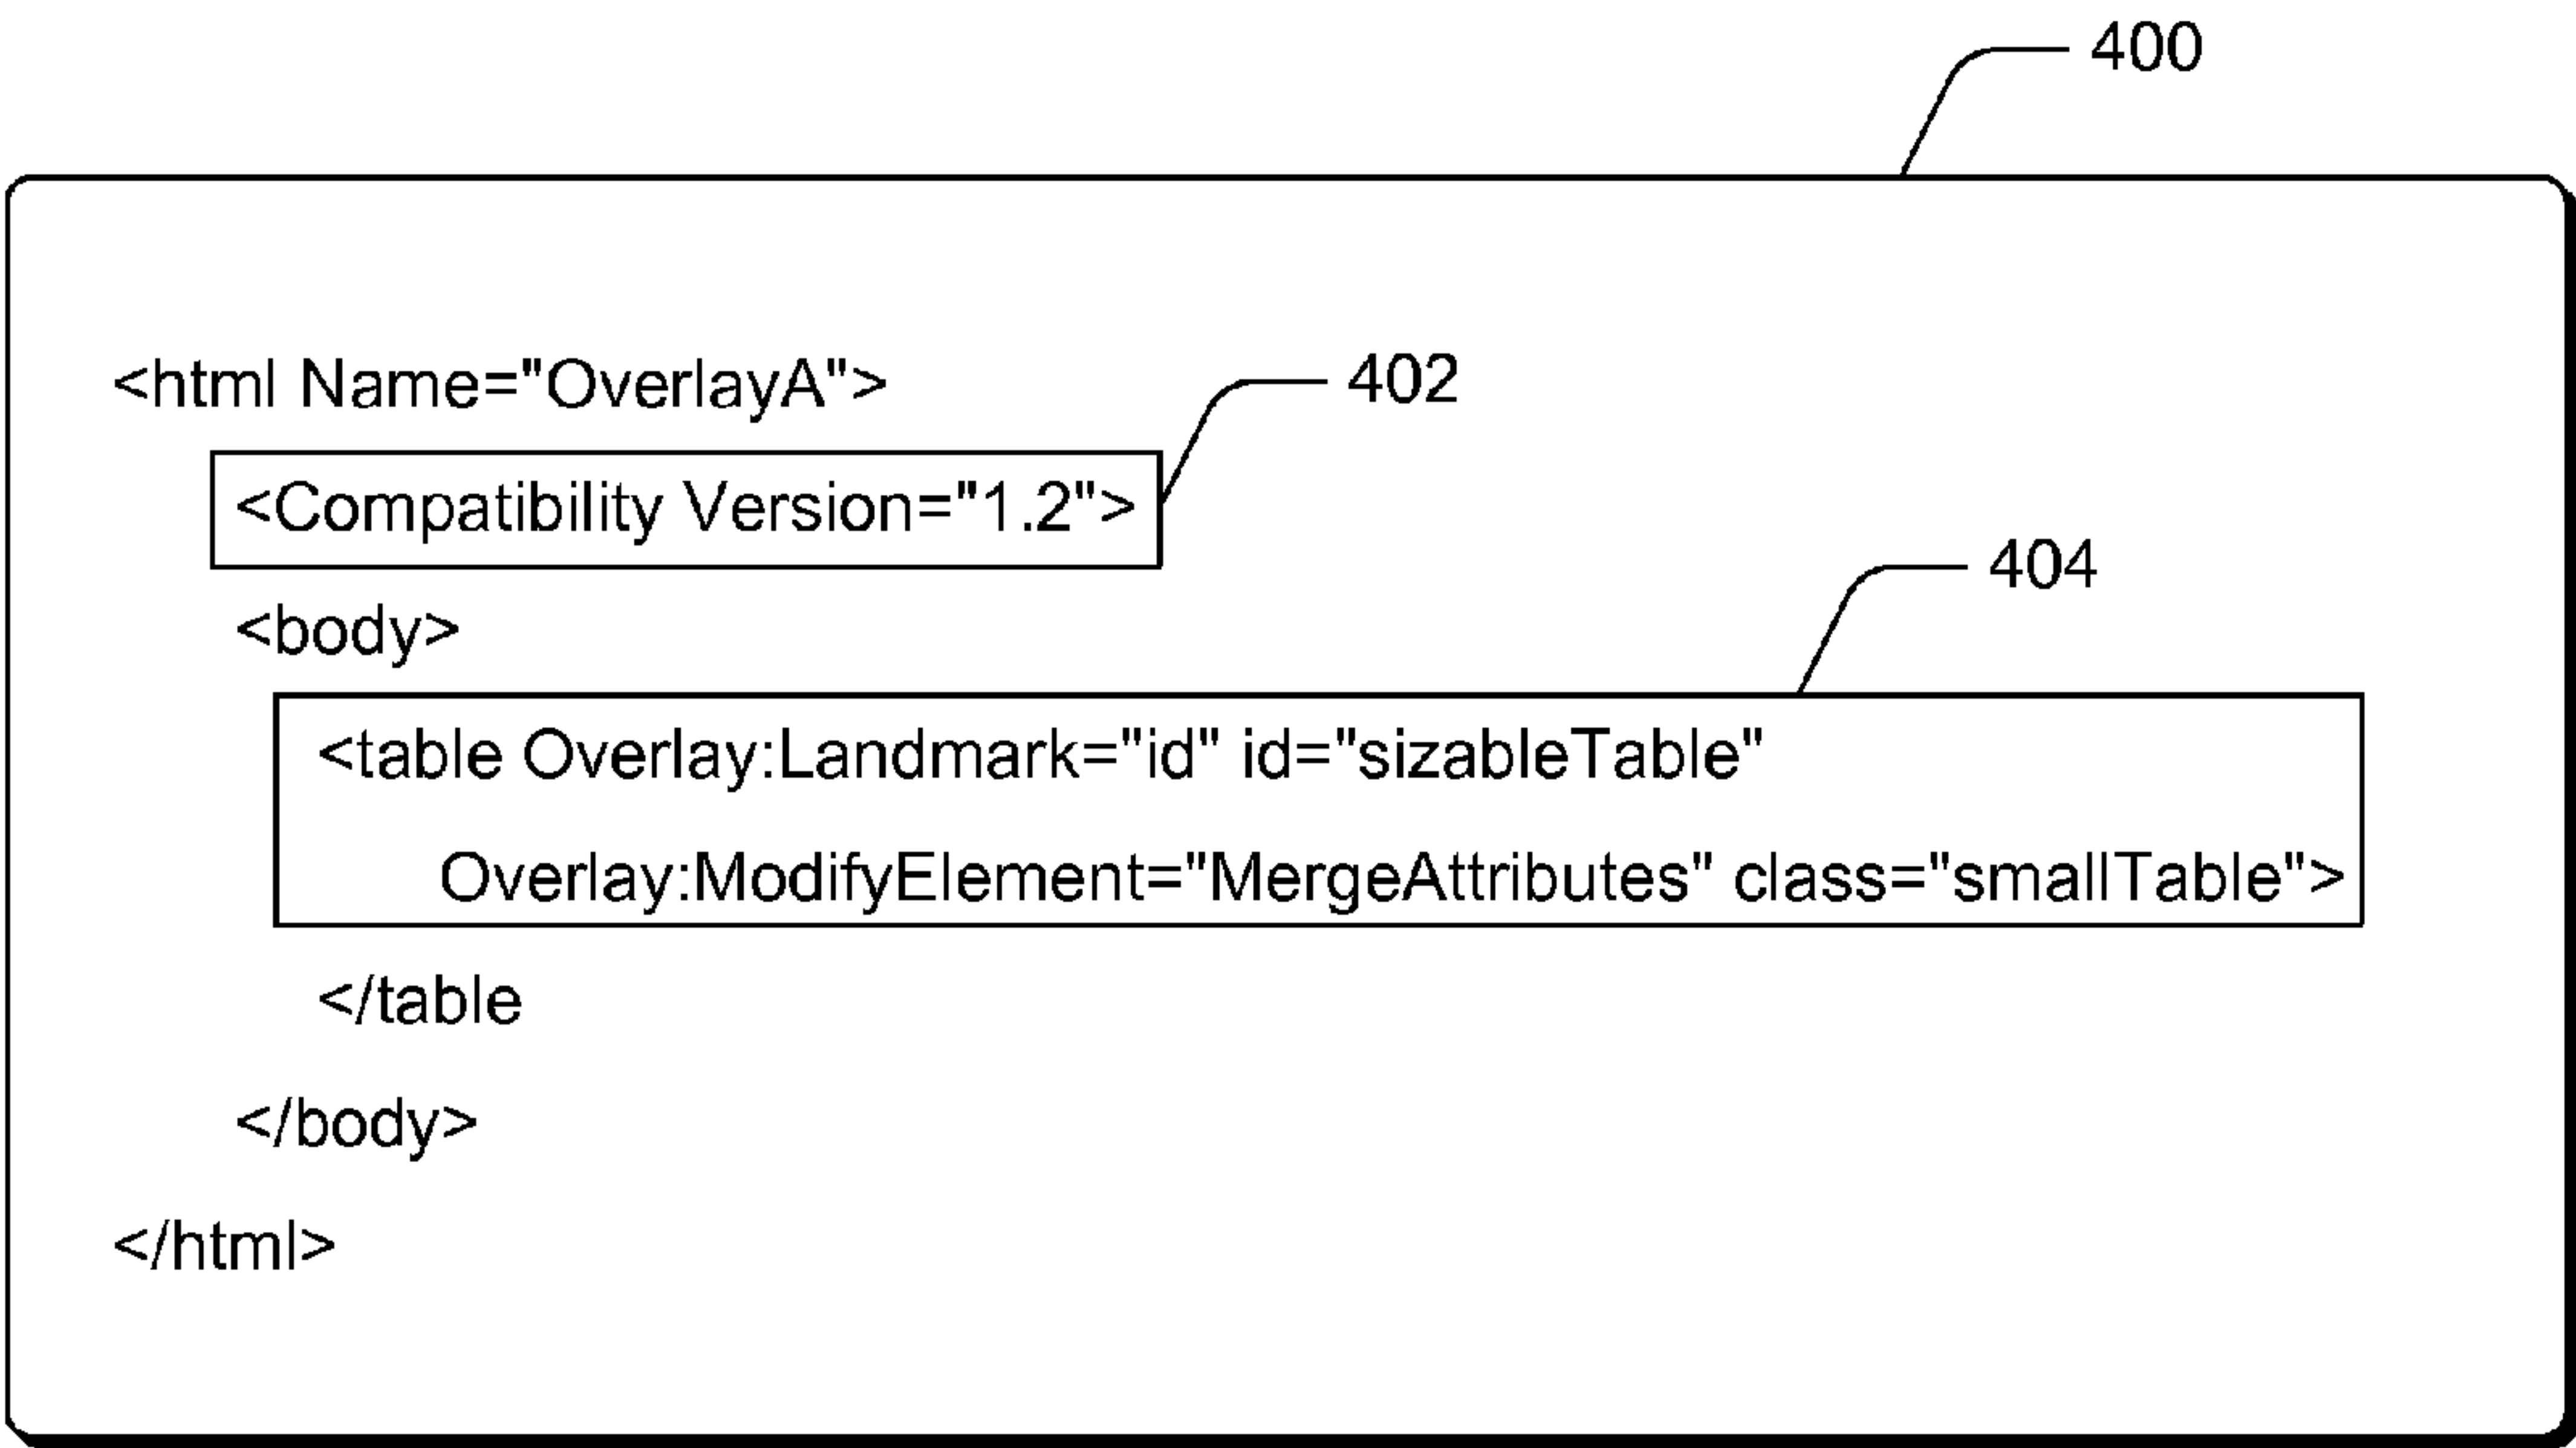 400
<html Name="OverlayA">
402
<Compatibility Version="1.2">
404
<body>
<table Overlay:Landmark="id" id="sizableTable"
Overlay:ModifyElement="MergeAttributes" class="smallTable">
</table
</body>
</html>